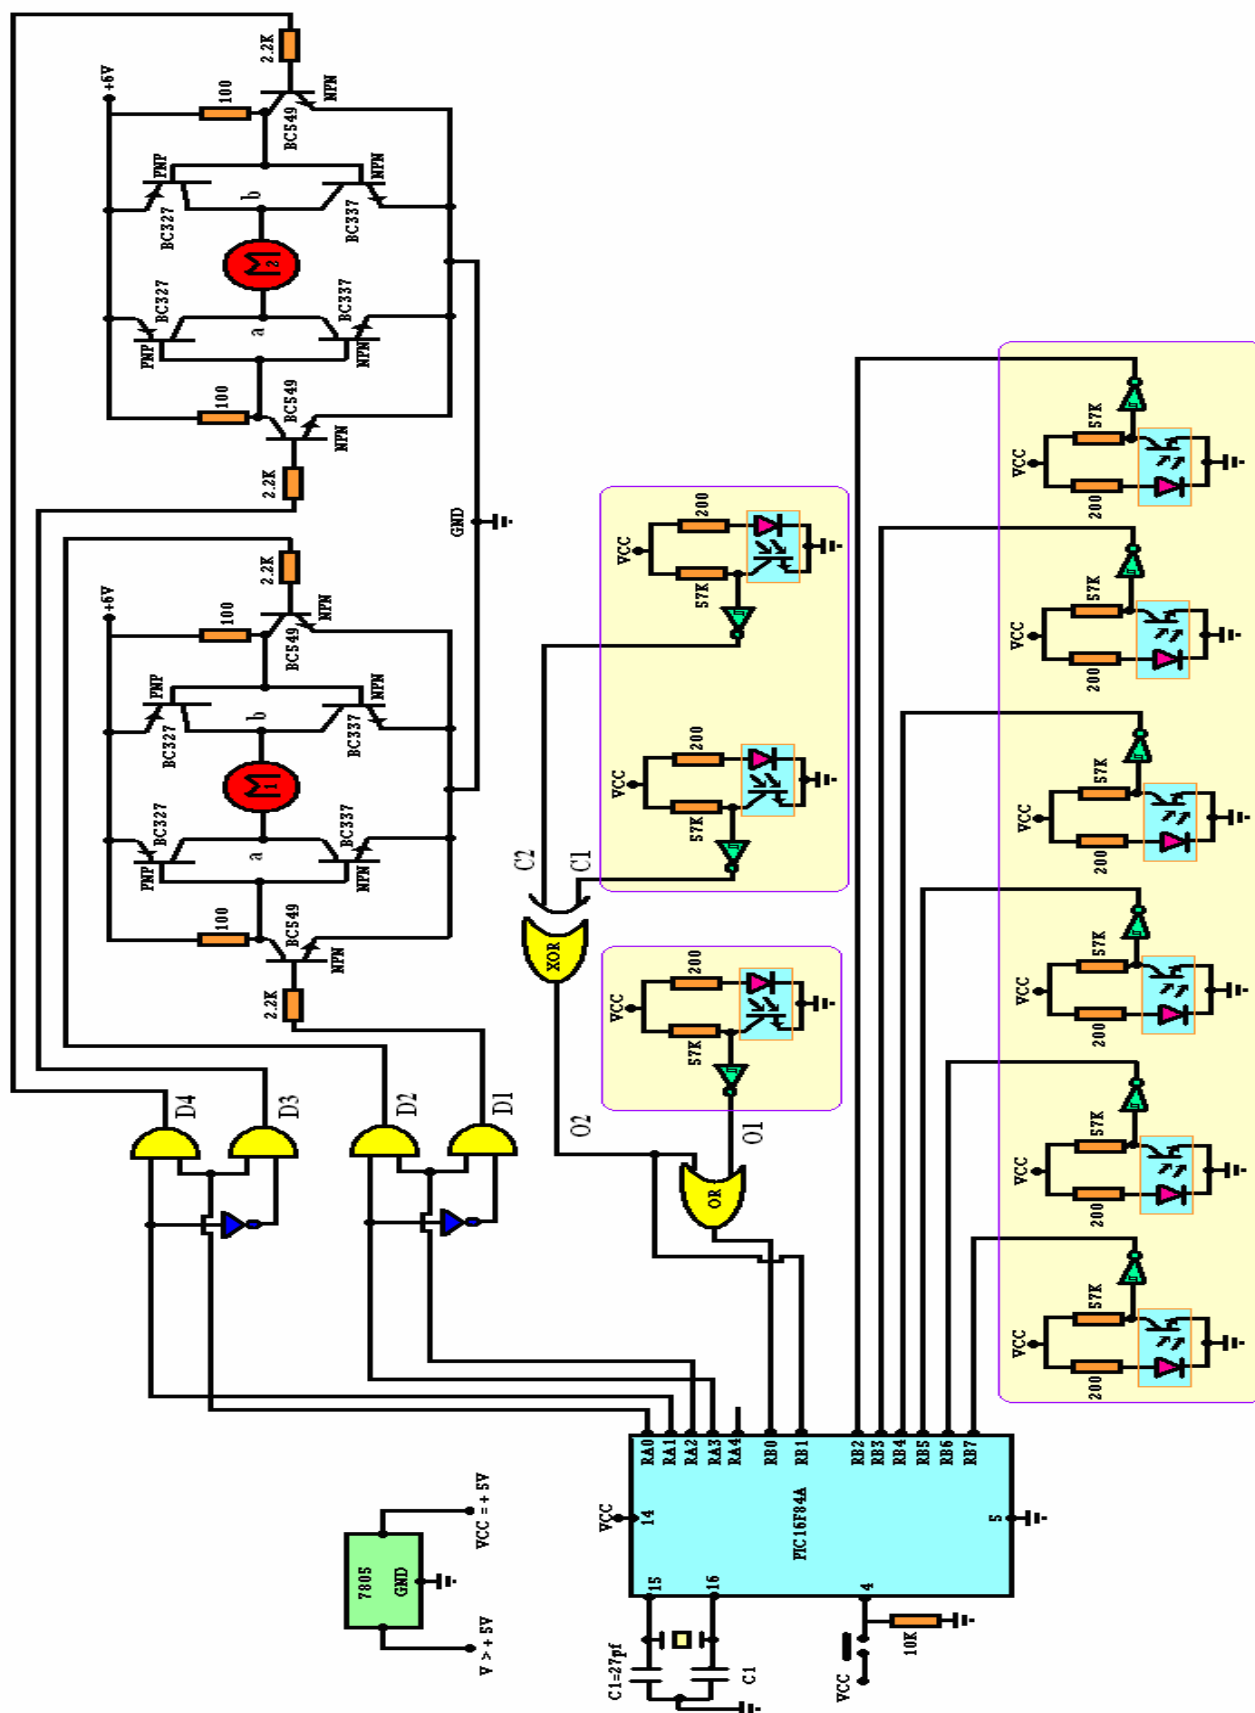 +6V
2.2K
100
BC549
NPN
PNP
BC327
b
NPN
BC337
M
2
BC327
PNP
a
BC337
NPN
100
BC549
NPN
2.2K
GND
+6V
2.2K
100
BC549
NPN
PNP
BC327
b
NPN
BC337
M
1
BC327
PNP
a
BC337
NPN
100
BC549
NPN
2.2K
D4
D3
D2
D1
VCC
200
57K
VCC
200
57K
C2
C1
XOR
VCC
200
57K
O2
O1
OR
VCC
57K
200
VCC
57K
200
VCC
57K
200
VCC
57K
200
VCC
57K
200
VCC
57K
200
RA0
RA1
RA2
RA3
RA4
RB0
RB1
RB2
RB3
RB4
RB5
RB6
RB7
VCC
14
PIC16F84A
5
15
16
4
C1=27pf
C1
VCC
10K
7805
GND
VCC = + 5V
V > + 5V